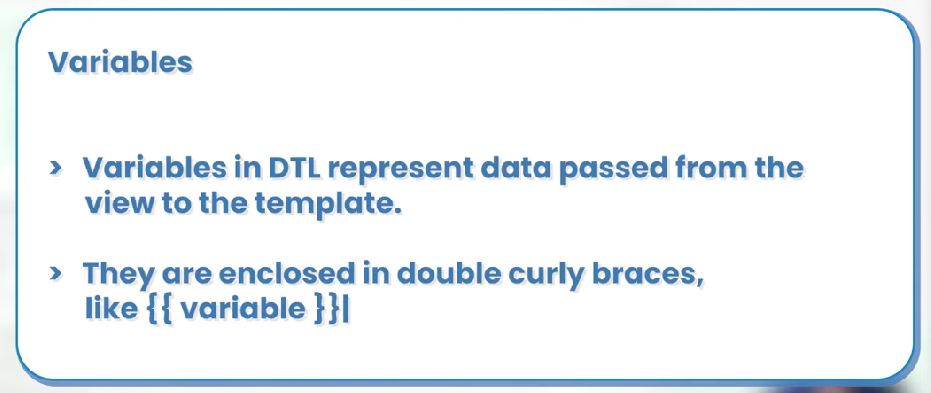 Variables
› Variables in DTL represent data passed from the
view to the template.
› They are enclosed in double curly braces,
like {{ variable }}|